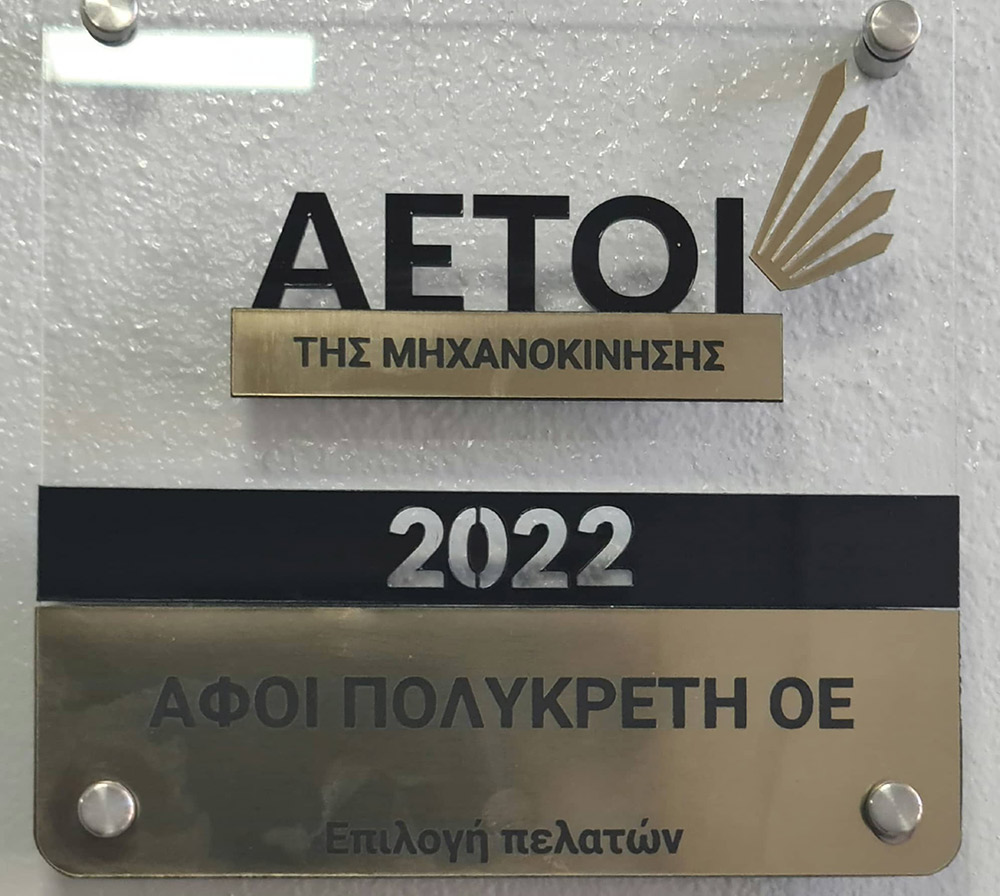 ΑΕΤΟΙ
ΤΗΣ ΜΗΧΑΝΟΚΙΝΗΣΗΣ
2022
ΑΦΟΙ ΠΟΛΥΚΡΕΤΗ ΟΕ
Επιλογή πελατών